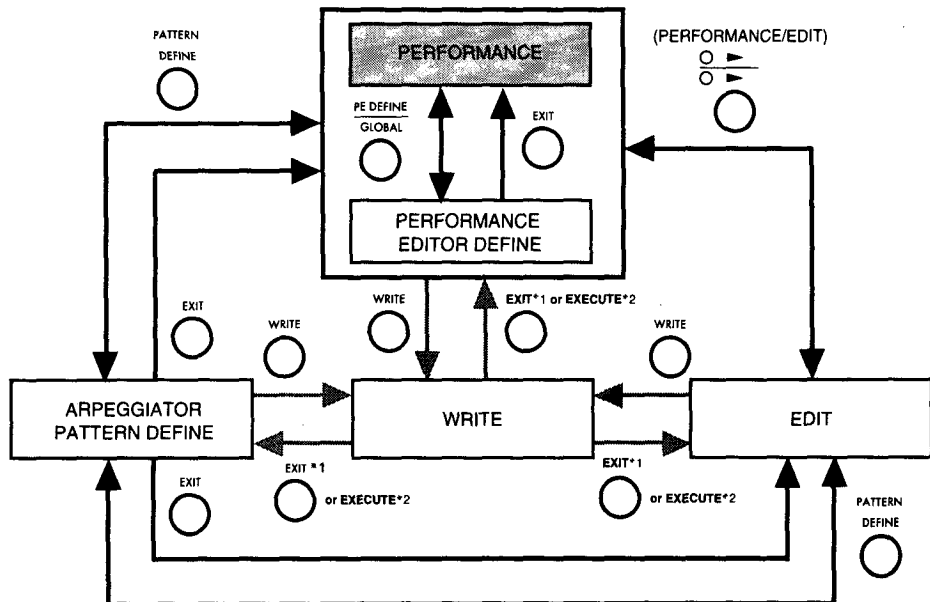 PATTERN
DEFINE
PERFORMANCE
(PERFORMANCE/EDIT)
PE DEFINE
GLOBAL
EXIT
PERFORMANCE
EDITOR DEFINE
EXIT
WRITE
WRITE
EXIT*1 or EXECUTE*2
WRITE
ARPEGGIATOR
PATTERN DEFINE
WRITE
EDIT
EXIT
EXIT *1
or EXECUTE*2
EXIT*1
or EXECUTE*2
PATTERN
DEFINE